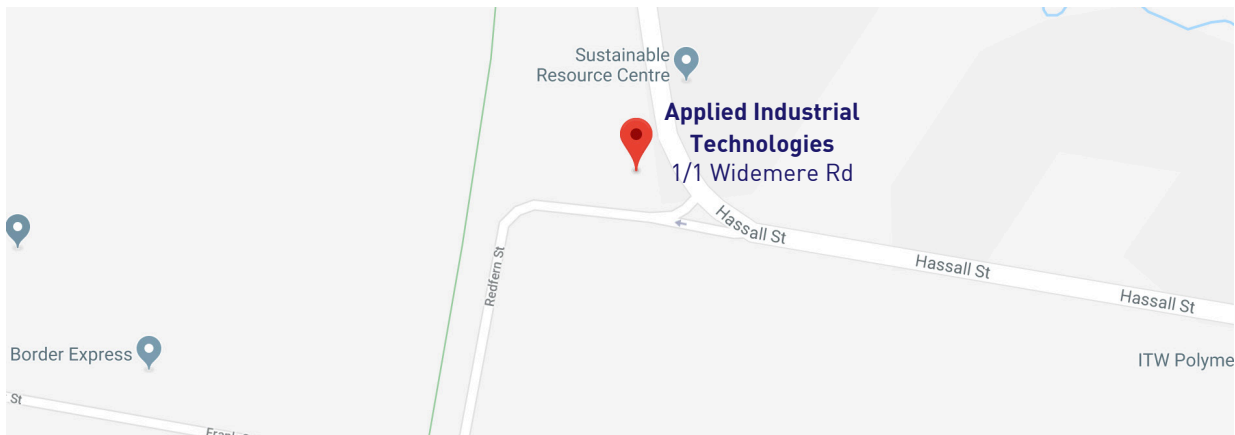 Sustainable
Resource Centre
Applied Industrial
Technologies
1/1 Widemere Rd
Hassall St
Hassall St
Hassall St
Redfern St
Border Express
ITW Polyme
St